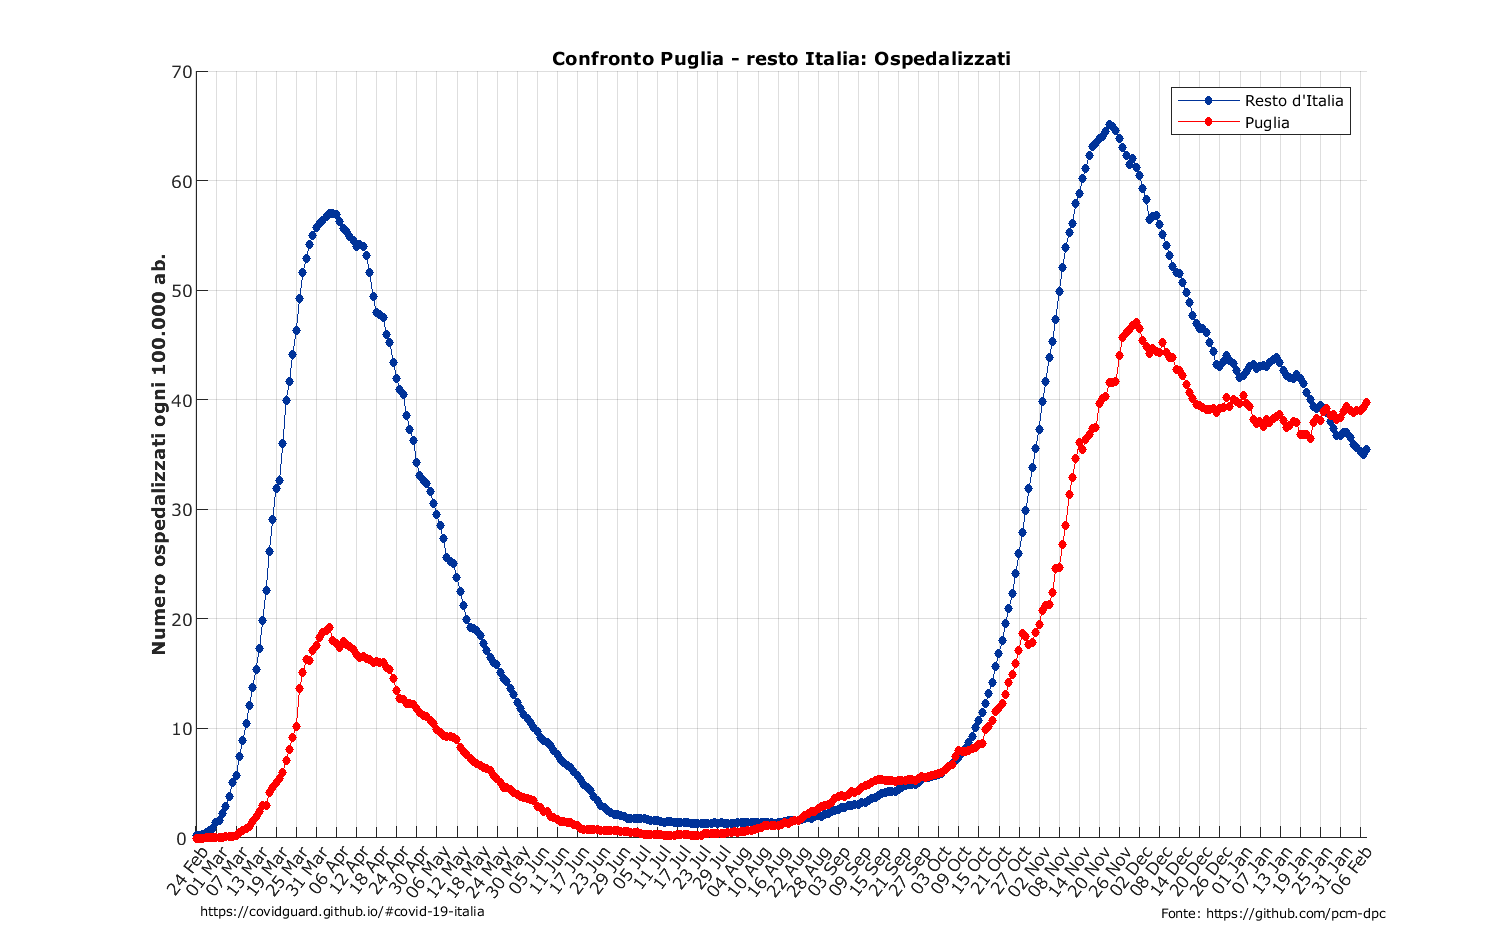 Confronto Puglia - resto Italia: Ospedalizzati
70
60
50
40
30
20
10
0
Numero ospedalizzati ogni 100.000 ab.
Resto d'Italia
Puglia
24 Feb
01 Mar
07 Mar
13 Mar
19 Mar
25 Mar
31 Mar
06 Apr
12 Apr
18 Apr
24 Apr
30 Apr
06 May
12 May
18 May
24 May
30 May
05 Jun
11 Jun
17 Jun
23 Jun
29 Jun
05 Jul
11 Jul
17 Jul
23 Jul
29 Jul
04 Aug
10 Aug
16 Aug
22 Aug
28 Aug
03 Sep
09 Sep
15 Sep
21 Sep
27 Sep
03 Oct
09 Oct
15 Oct
21 Oct
27 Oct
02 Nov
08 Nov
14 Nov
20 Nov
26 Nov
02 Dec
08 Dec
14 Dec
20 Dec
26 Dec
01 Jan
07 Jan
13 Jan
19 Jan
25 Jan
31 Jan
06 Feb
https://covidguard.github.io/#covid-19-italia
Fonte: https://github.com/pcm-dpc